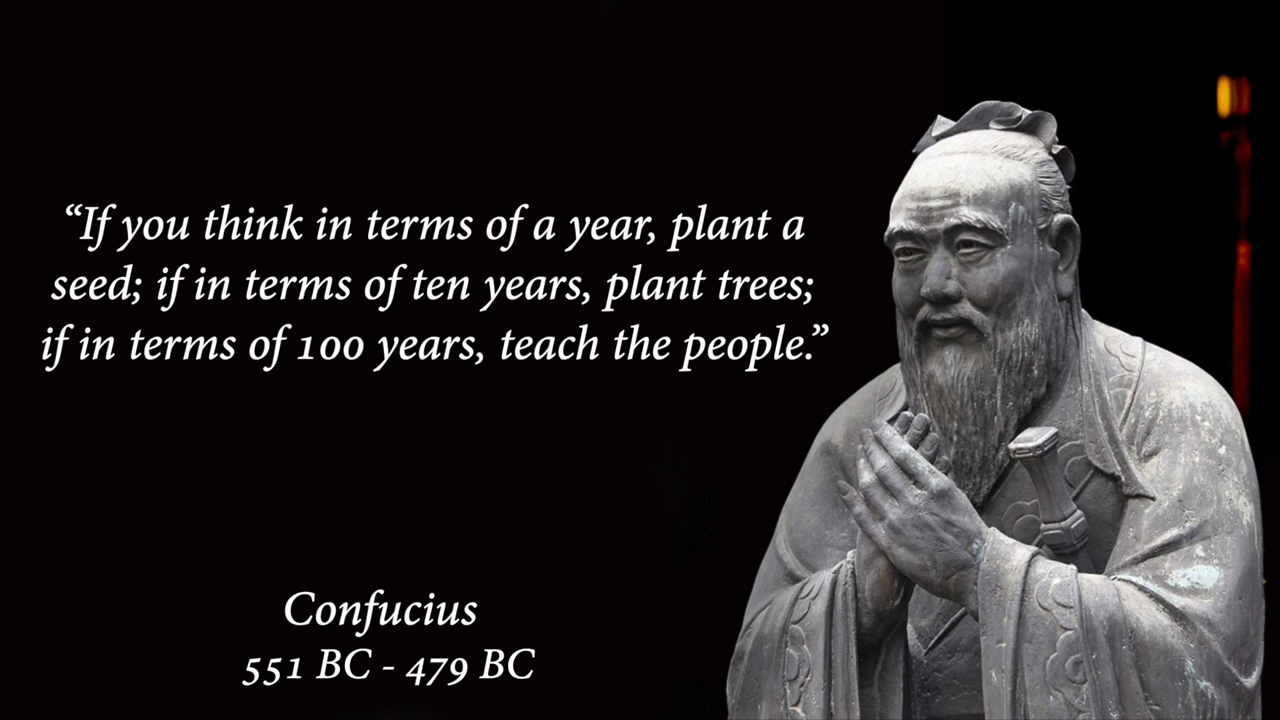 “If you think in terms of a year, plant a
seed; if in terms of ten years, plant trees;
if in terms of 100 years, teach the people.”
Confucius
551 BC - 479 BC